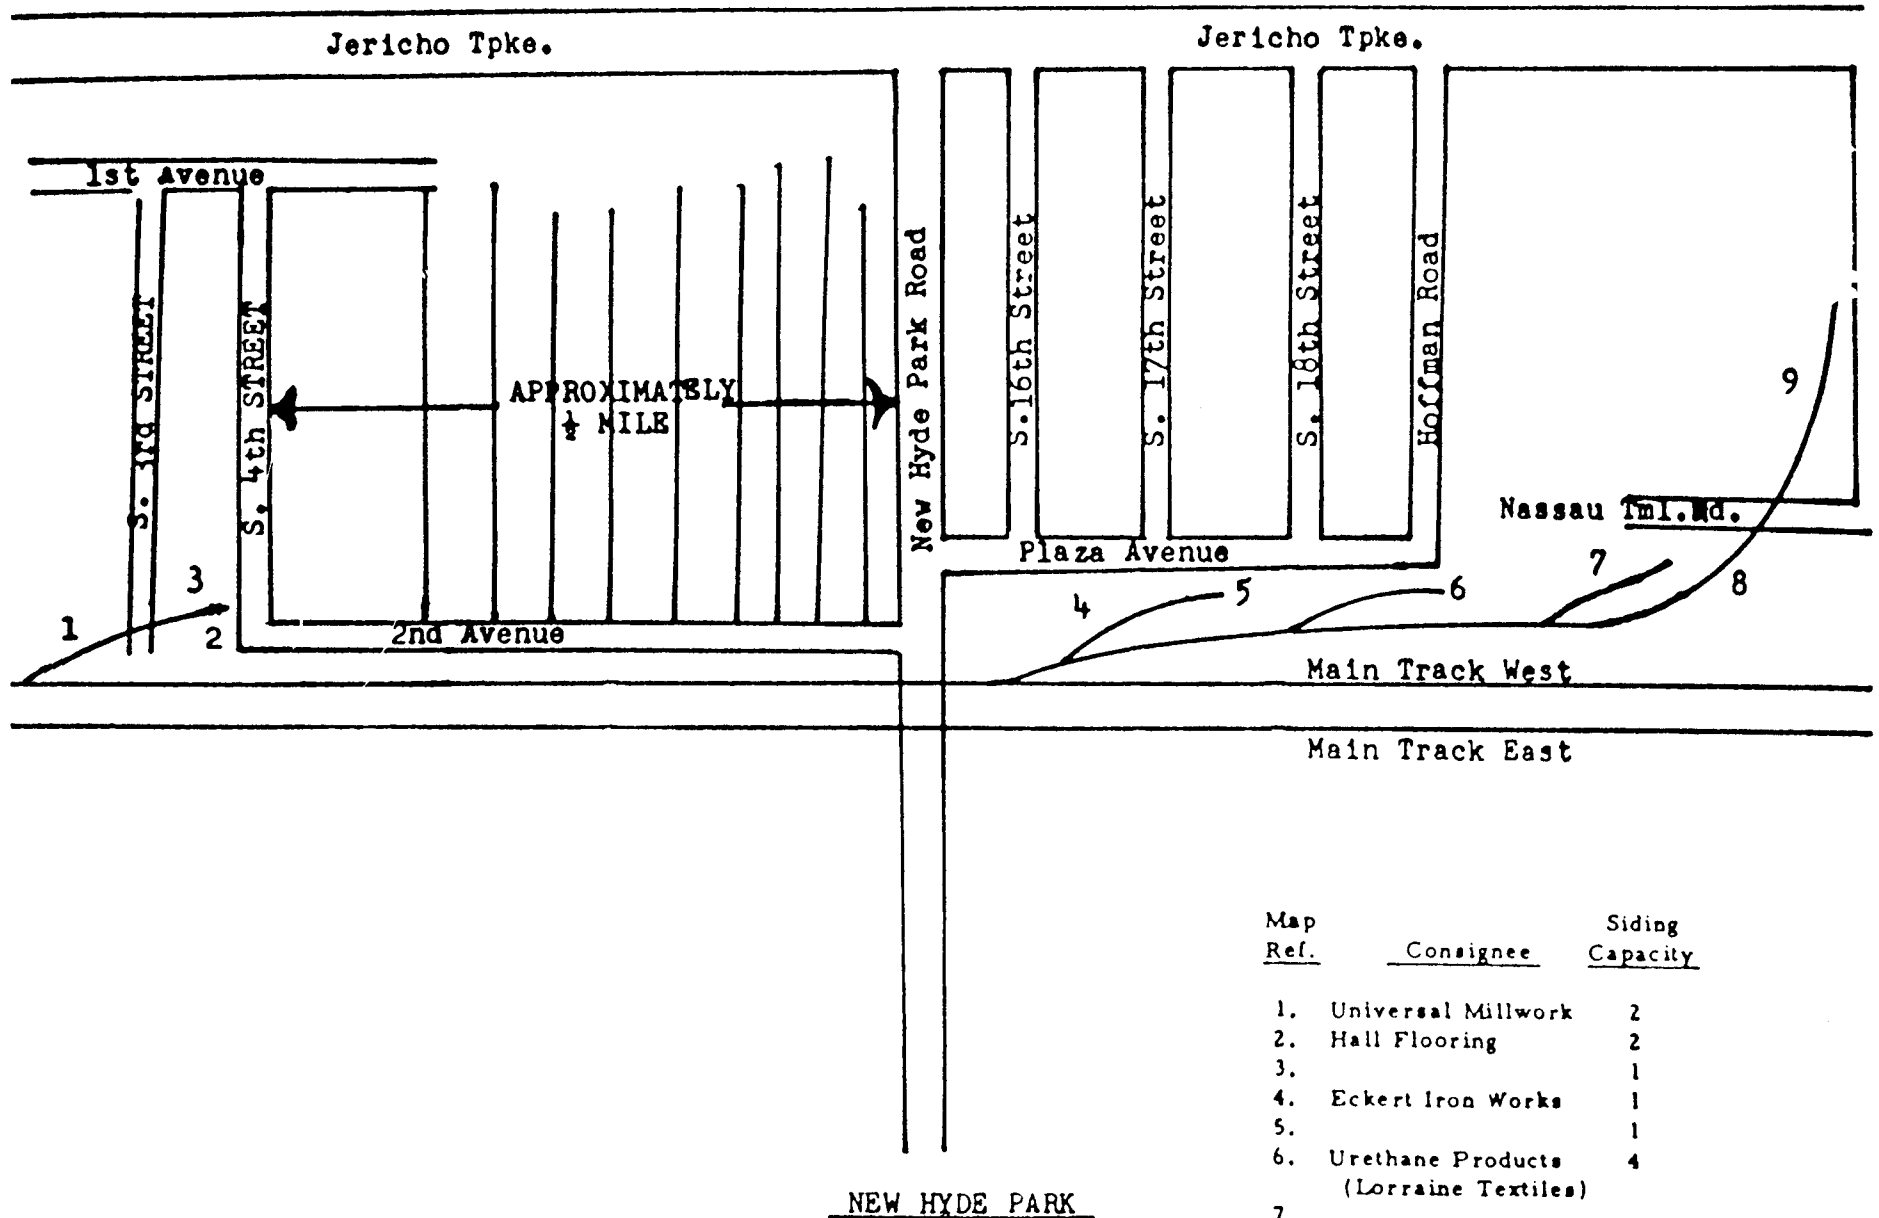 Jericho Tpke.
Jericho Tpke.
1st Avenue
S. 3rd STREET
S. 4th STREET
APPROXIMATELY
½ MILE
New Hyde Park Road
S.16th Street
S. 17th Street
S. 18th Street
Hoffman Road
9
Nassau Tml.Rd.
Plaza Avenue
3
1
2
2nd Avenue
4
5
6
7
8
Main Track West
Main Track East
Map Siding
Ref. Consignee Capacity
1. Universal Millwork 2
2. Hall Flooring 2
3. 1
4. Eckert Iron Works 1
5. 1
6. Urethane Products 4
(Lorraine Textiles)
7
NEW HYDE PARK